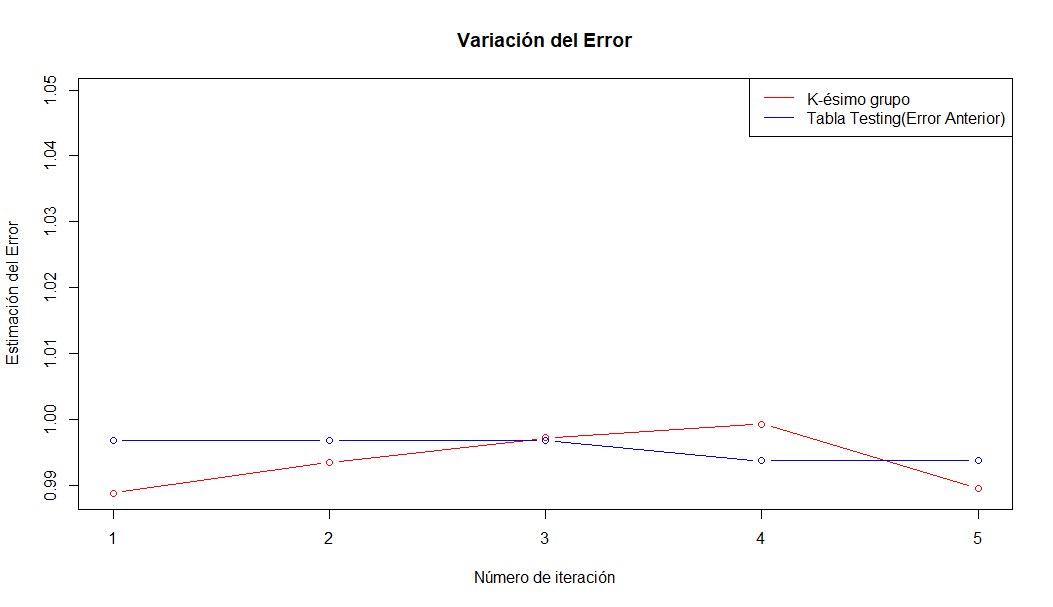 Variación del Error
K-ésimo grupo
Tabla Testing(Error Anterior)
Estimación del Error
1.05
1.04
1.03
1.02
1.01
1.00
0.99
1 2 3 4 5
Número de iteración